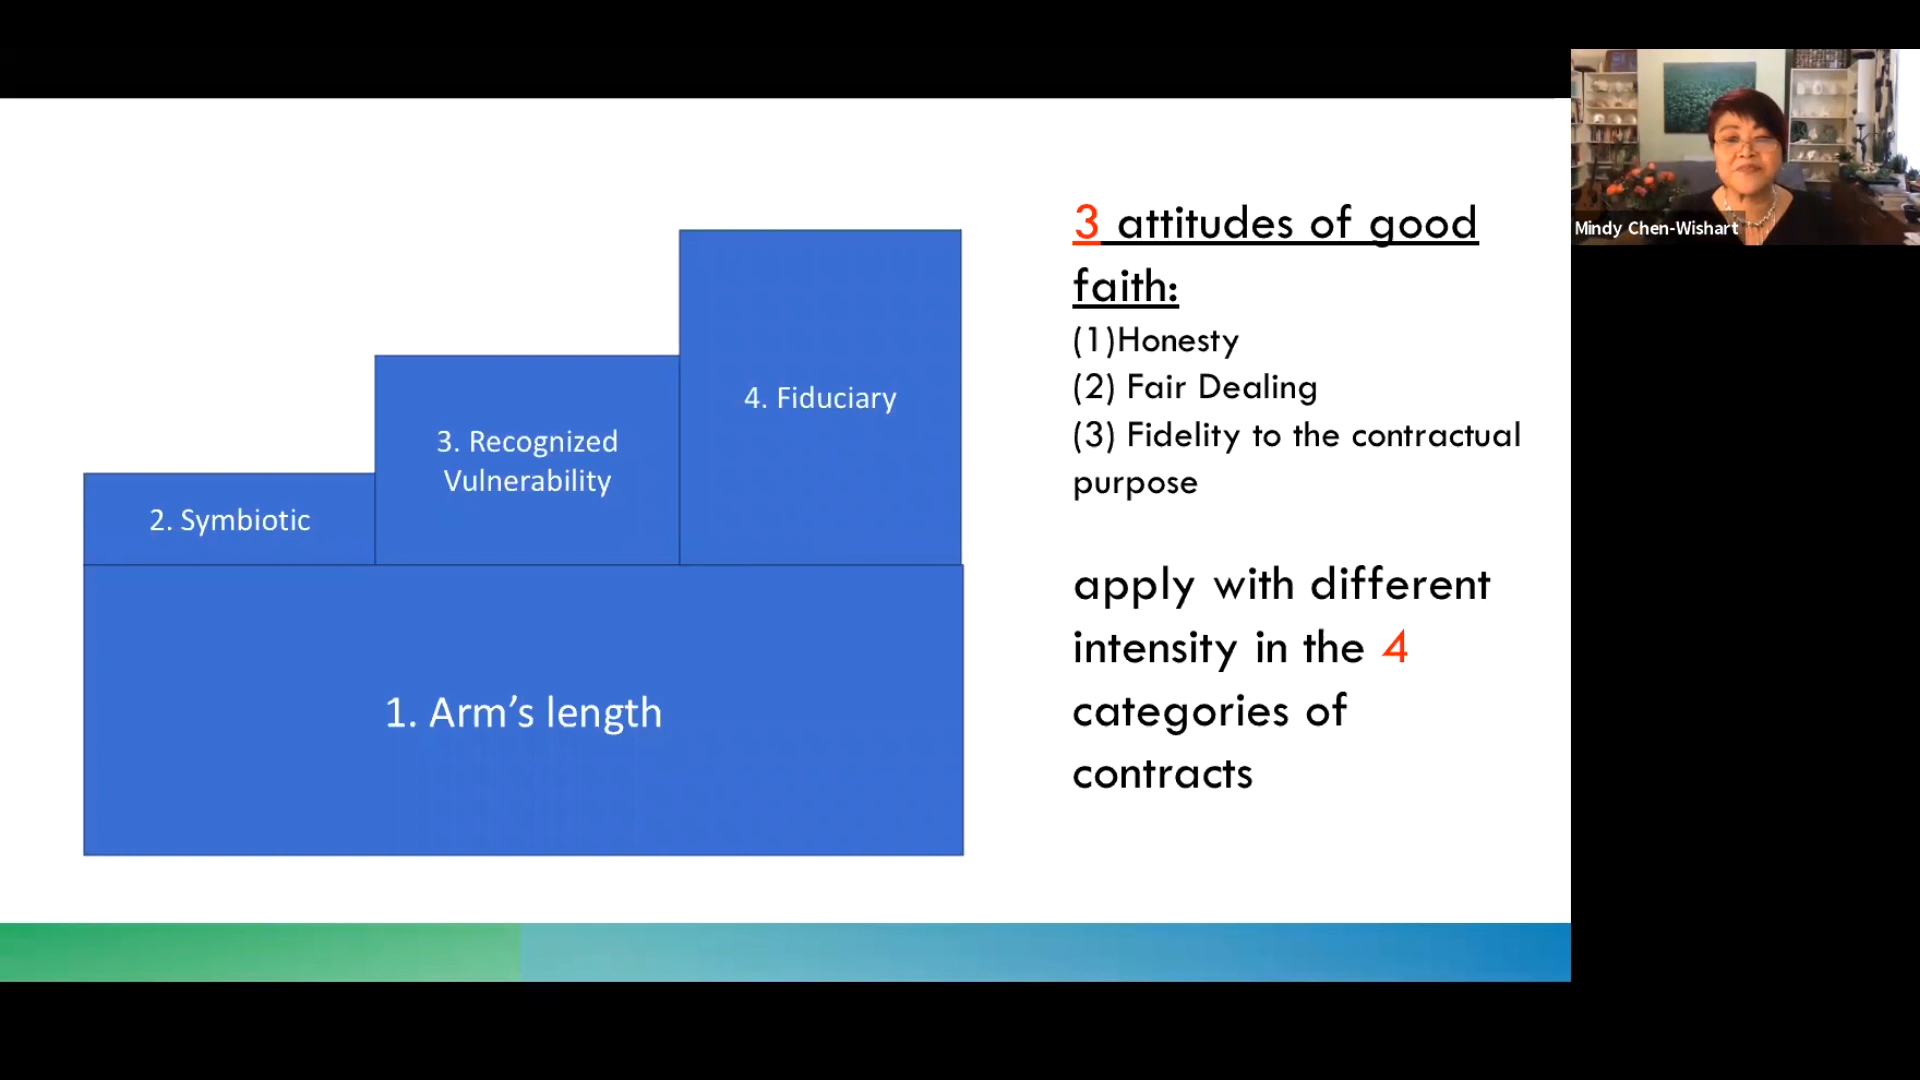 3 attitudes of good
faith:
(1)Honesty
(2) Fair Dealing
(3) Fidelity to the contractual
purpose
apply with different
intensity in the 4
categories of
contracts
4. Fiduciary
3. Recognized
Vulnerability
2. Symbiotic
1. Arm’s length
Mindy Chen-Wishart